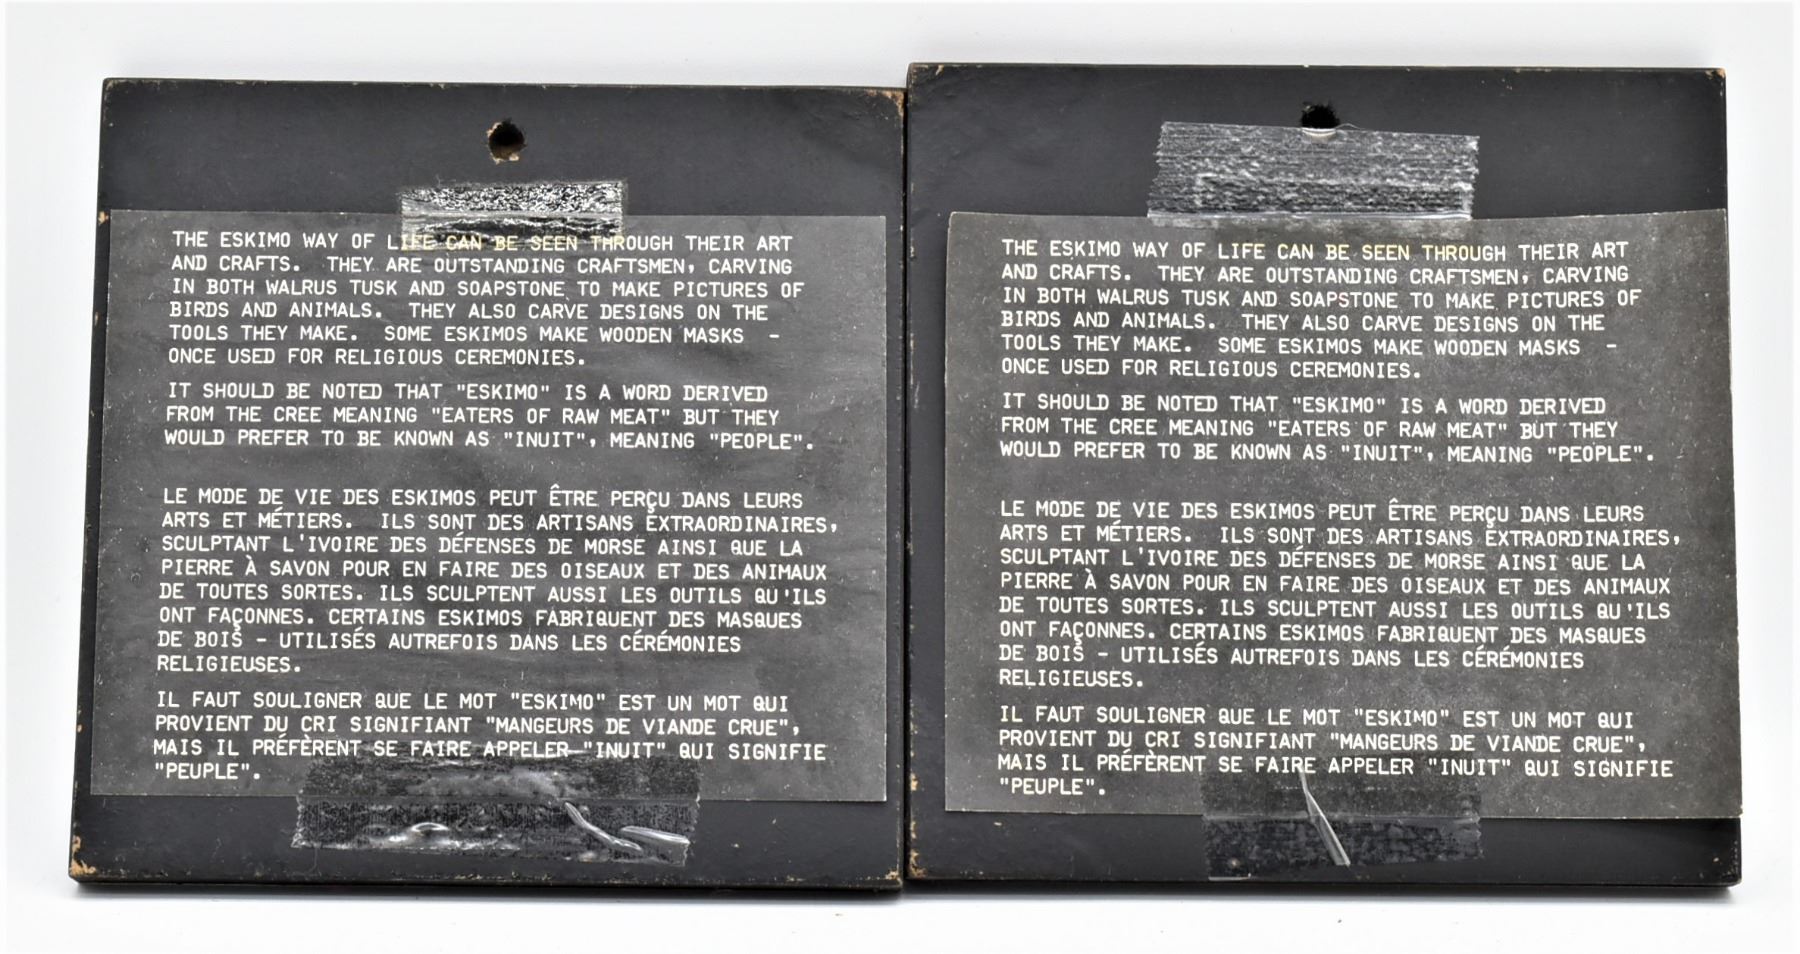 THE ESKIMO WAY OF LIFE CAN BE SEEN THROUGH THEIR ART
AND CRAFTS. THEY ARE OUTSTANDING CRAFTSMEN, CARVING
IN BOTH WALRUS TUSK AND SOAPSTONE TO MAKE PICTURES OF
BIRDS AND ANIMALS. THEY ALSO CARVE DESIGNS ON THE
TOOLS THEY MAKE. SOME ESKIMOS MAKE WOODEN MASKS -
ONCE USED FOR RELIGIOUS CEREMONIES.
IT SHOULD BE NOTED THAT "ESKIMO" IS A WORD DERIVED
FROM THE CREE MEANING "EATERS OF RAW MEAT" BUT THEY
WOULD PREFER TO BE KNOWN AS "INUIT", MEANING "PEOPLE".
LE MODE DE VIE DES ESKIMOS PEUT ÊTRE PERÇU DANS LEURS
ARTS ET MÉTIERS. ILS SONT DES ARTISANS EXTRAORDINAIRES,
SCULPTANT L'IVOIRE DES DÉFENSES DE MORSE AINSI QUE LA
PIERRE À SAVON POUR EN FAIRE DES OISEAUX ET DES ANIMAUX
DE TOUTES SORTES. ILS SCULPTENT AUSSI LES OUTILS QU'ILS
ONT FAÇONNES. CERTAINS ESKIMOS FABRIQUENT DES MASQUES
DE BOIS - UTILISÉS AUTREFOIS DANS LES CÉRÉMONIES
RELIGIEUSES.
IL FAUT SOULIGNER QUE LE MOT "ESKIMO" EST UN MOT QUI
PROVIENT DU CRI SIGNIFIANT "MANGEURS DE VIANDE CRUE",
MAIS IL PRÉFÈRENT SE FAIRE APPELER "INUIT" QUI SIGNIFIE
"PEUPLE".
THE ESKIMO WAY OF LIFE CAN BE SEEN THROUGH THEIR ART
AND CRAFTS. THEY ARE OUTSTANDING CRAFTSMEN, CARVING
IN BOTH WALRUS TUSK AND SOAPSTONE TO MAKE PICTURES OF
BIRDS AND ANIMALS. THEY ALSO CARVE DESIGNS ON THE
TOOLS THEY MAKE. SOME ESKIMOS MAKE WOODEN MASKS -
ONCE USED FOR RELIGIOUS CEREMONIES.
IT SHOULD BE NOTED THAT "ESKIMO" IS A WORD DERIVED
FROM THE CREE MEANING "EATERS OF RAW MEAT" BUT THEY
WOULD PREFER TO BE KNOWN AS "INUIT", MEANING "PEOPLE".
LE MODE DE VIE DES ESKIMOS PEUT ÊTRE PERÇU DANS LEURS
ARTS ET MÉTIERS. ILS SONT DES ARTISANS EXTRAORDINAIRES,
SCULPTANT L'IVOIRE DES DÉFENSES DE MORSE AINSI QUE LA
PIERRE À SAVON POUR EN FAIRE DES OISEAUX ET DES ANIMAUX
DE TOUTES SORTES. ILS SCULPTENT AUSSI LES OUTILS QU'ILS
ONT FAÇONNES. CERTAINS ESKIMOS FABRIQUENT DES MASQUES
DE BOIS - UTILISÉS AUTREFOIS DANS LES CÉRÉMONIES
RELIGIEUSES.
IL FAUT SOULIGNER QUE LE MOT "ESKIMO" EST UN MOT QUI
PROVIENT DU CRI SIGNIFIANT "MANGEURS DE VIANDE CRUE",
MAIS IL PRÉFÈRENT SE FAIRE APPELER "INUIT" QUI SIGNIFIE
"PEUPLE".